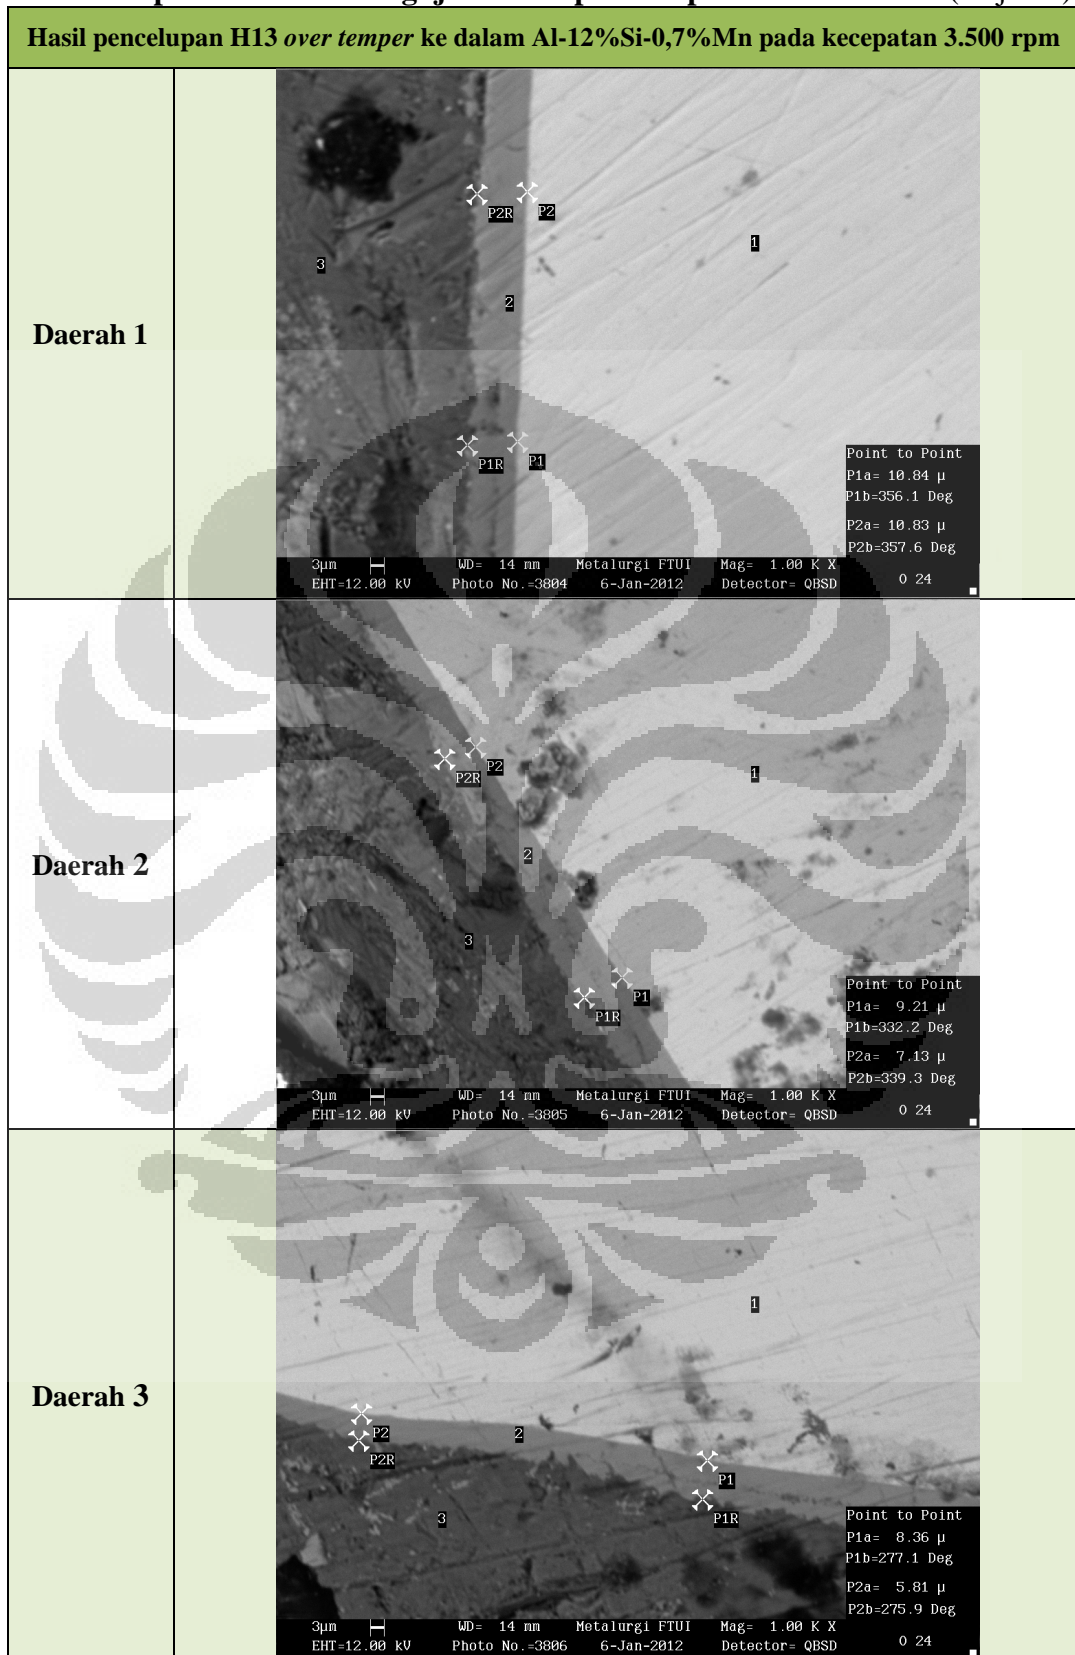 Hasil pencelupan H13 over temper ke dalam Al-12%Si-0,7%Mn pada kecepatan 3.500 rpm
Daerah 1
P2R P2
1
3
2
P1R P1
Point to Point
P1a= 10.84 µ
P1b=356.1 Deg
P2a= 10.83 µ
P2b=357.6 Deg
O 24
3µm WD= 14 mm Metalurgi FTUI Mag= 1.00 K X
EHT=12.00 kV Photo No.=3804 6-Jan-2012 Detector= QBSD
Daerah 2
P2R P2
1
2
3
P1R P1
Point to Point
P1a= 9.21 µ
P1b=332.2 Deg
P2a= 7.13 µ
P2b=339.3 Deg
O 24
3µm WD= 14 mm Metalurgi FTUI Mag= 1.00 K X
EHT=12.00 kV Photo No.=3805 6-Jan-2012 Detector= QBSD
Daerah 3
1
P2 2
P2R
P1
3 P1R
Point to Point
P1a= 8.36 µ
P1b=277.1 Deg
P2a= 5.81 µ
P2b=275.9 Deg
O 24
3µm WD= 14 mm Metalurgi FTUI Mag= 1.00 K X
EHT=12.00 kV Photo No.=3806 6-Jan-2012 Detector= QBSD